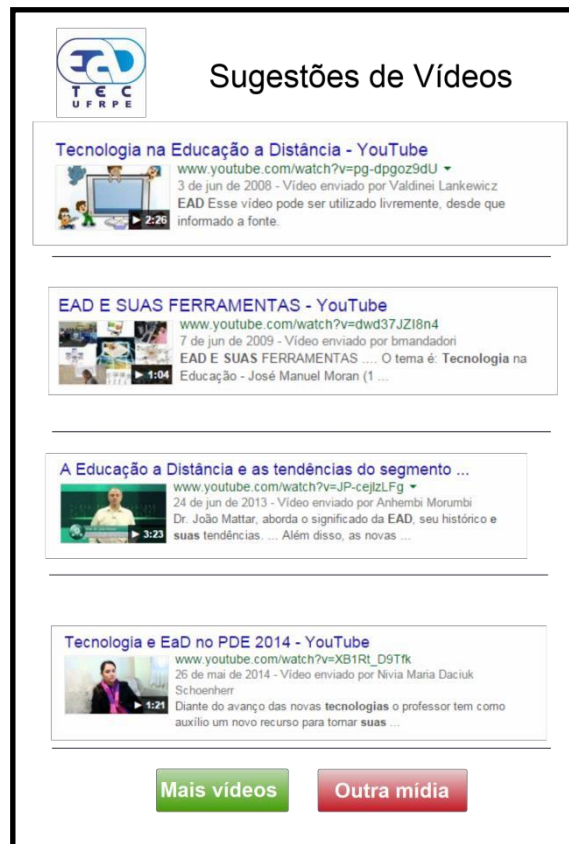 TEC
UFRPE
Sugestões de Vídeos
Tecnologia na Educação a Distância - YouTube
www.youtube.com/watch?v=pg-dpgoz9dU
3 de jun de 2008 - Vídeo enviado por Valdinei Lankewicz
EAD Esse vídeo pode ser utilizado livremente, desde que
informado a fonte.
2:26
EAD E SUAS FERRAMENTAS - YouTube
www.youtube.com/watch?v=dwd37JZI8n4
7 de jun de 2009 - Vídeo enviado por bmandadori
EAD E SUAS FERRAMENTAS .... O tema é: Tecnologia na
Educação - José Manuel Moran (1 ...
1:04
A Educação a Distância e as tendências do segmento ...
www.youtube.com/watch?v=JP-cejlzLFg
24 de jun de 2013 - Vídeo enviado por Anhembi Morumbi
Dr. João Mattar, aborda o significado da EAD, seu histórico e
suas tendências. ... Além disso, as novas ...
3:23
Tecnologia e EaD no PDE 2014 - YouTube
www.youtube.com/watch?v=XB1Rt_D9Tfk
26 de mai de 2014 - Vídeo enviado por Nivia Maria Daciuk
Schoenherr
Diante do avanço das novas tecnologias o professor tem como
auxílio um novo recurso para tornar suas ...
1:21
Mais vídeos
Outra mídia